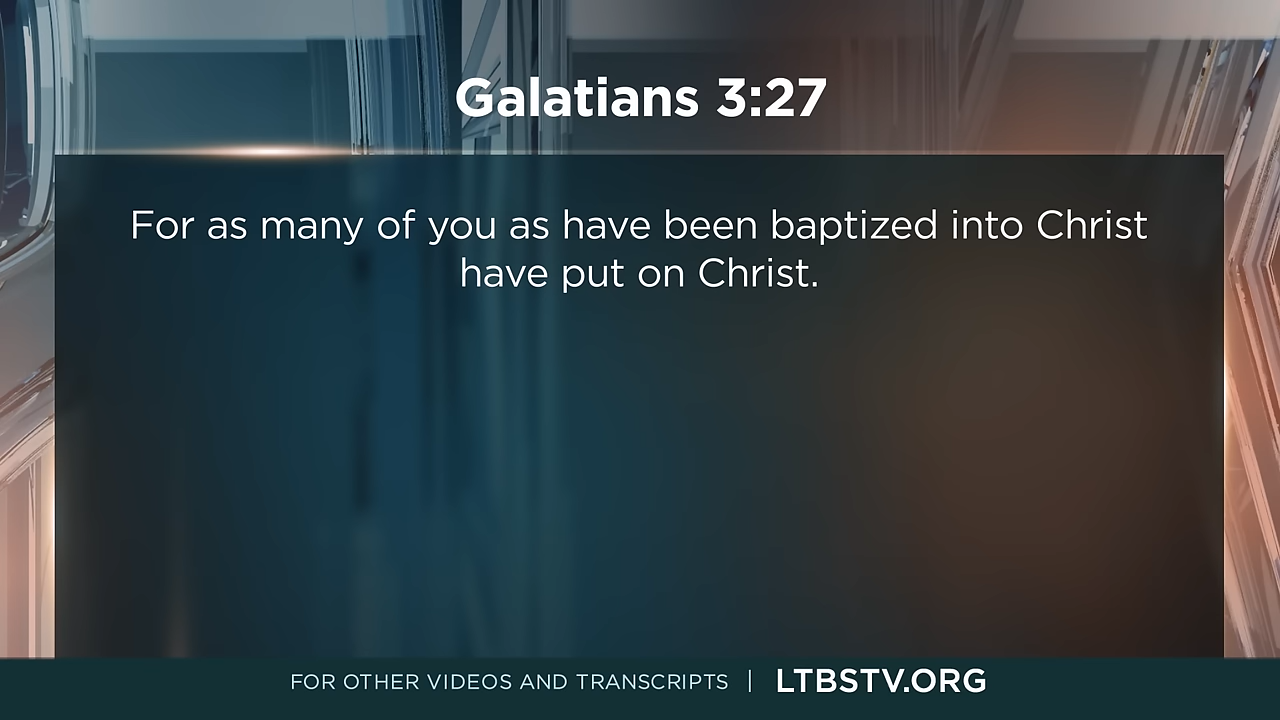 Galatians 3:27
For as many of you as have been baptized into Christ
have put on Christ.
FOR OTHER VIDEOS AND TRANSCRIPTS | LTBSTV.ORG